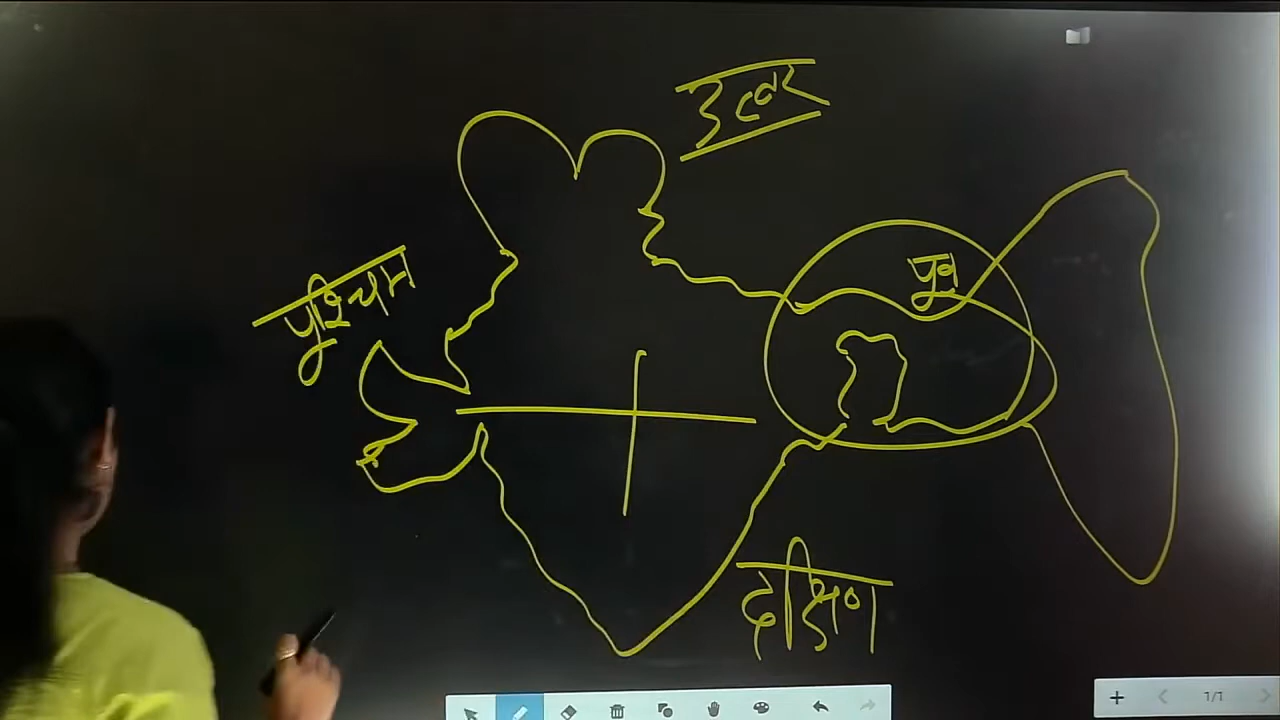 उत्तर
पूर्व
पश्चिम
दक्षिण
1/1